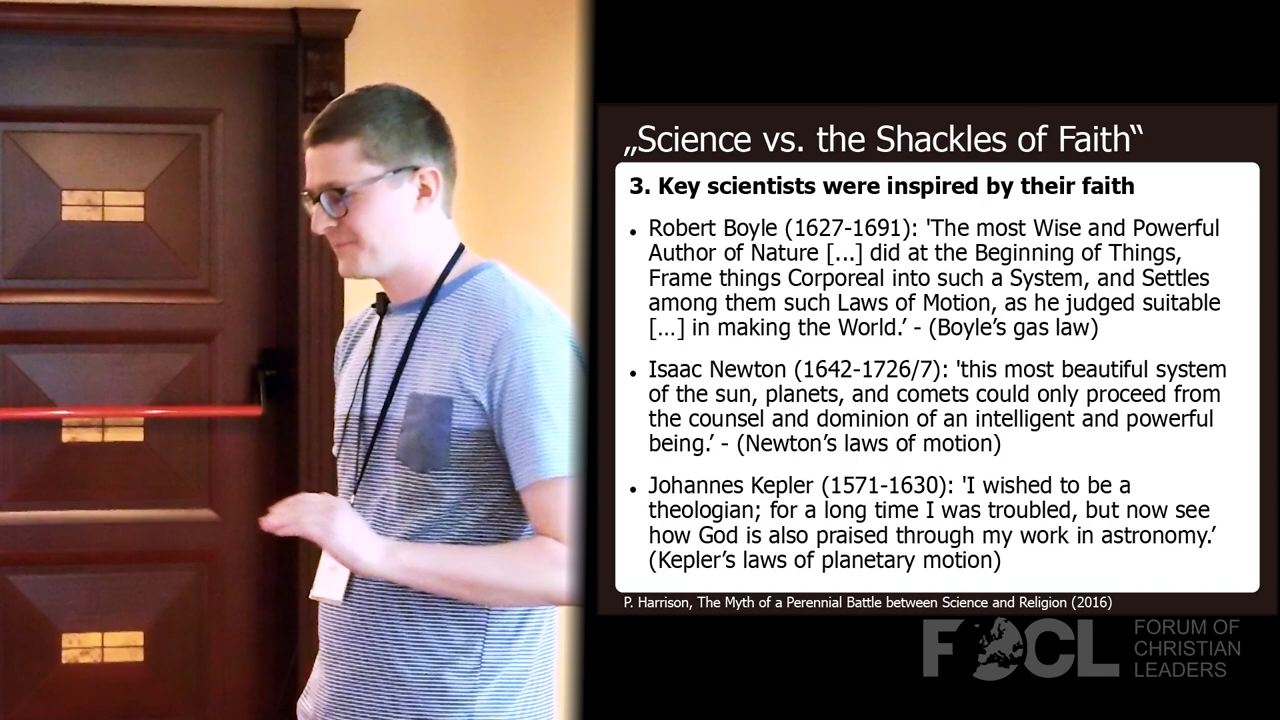 „Science vs. the Shackles of Faith“
3. Key scientists were inspired by their faith
• Robert Boyle (1627-1691): 'The most Wise and Powerful
Author of Nature [...] did at the Beginning of Things,
Frame things Corporeal into such a System, and Settles
among them such Laws of Motion, as he judged suitable
[...] in making the World.’ - (Boyle’s gas law)
• Isaac Newton (1642-1726/7): 'this most beautiful system
of the sun, planets, and comets could only proceed from
the counsel and dominion of an intelligent and powerful
being.’ - (Newton’s laws of motion)
• Johannes Kepler (1571-1630): 'I wished to be a
theologian; for a long time I was troubled, but now see
how God is also praised through my work in astronomy.’
(Kepler’s laws of planetary motion)
P. Harrison, The Myth of a Perennial Battle between Science and Religion (2016)
FOCL
FORUM OF
CHRISTIAN
LEADERS